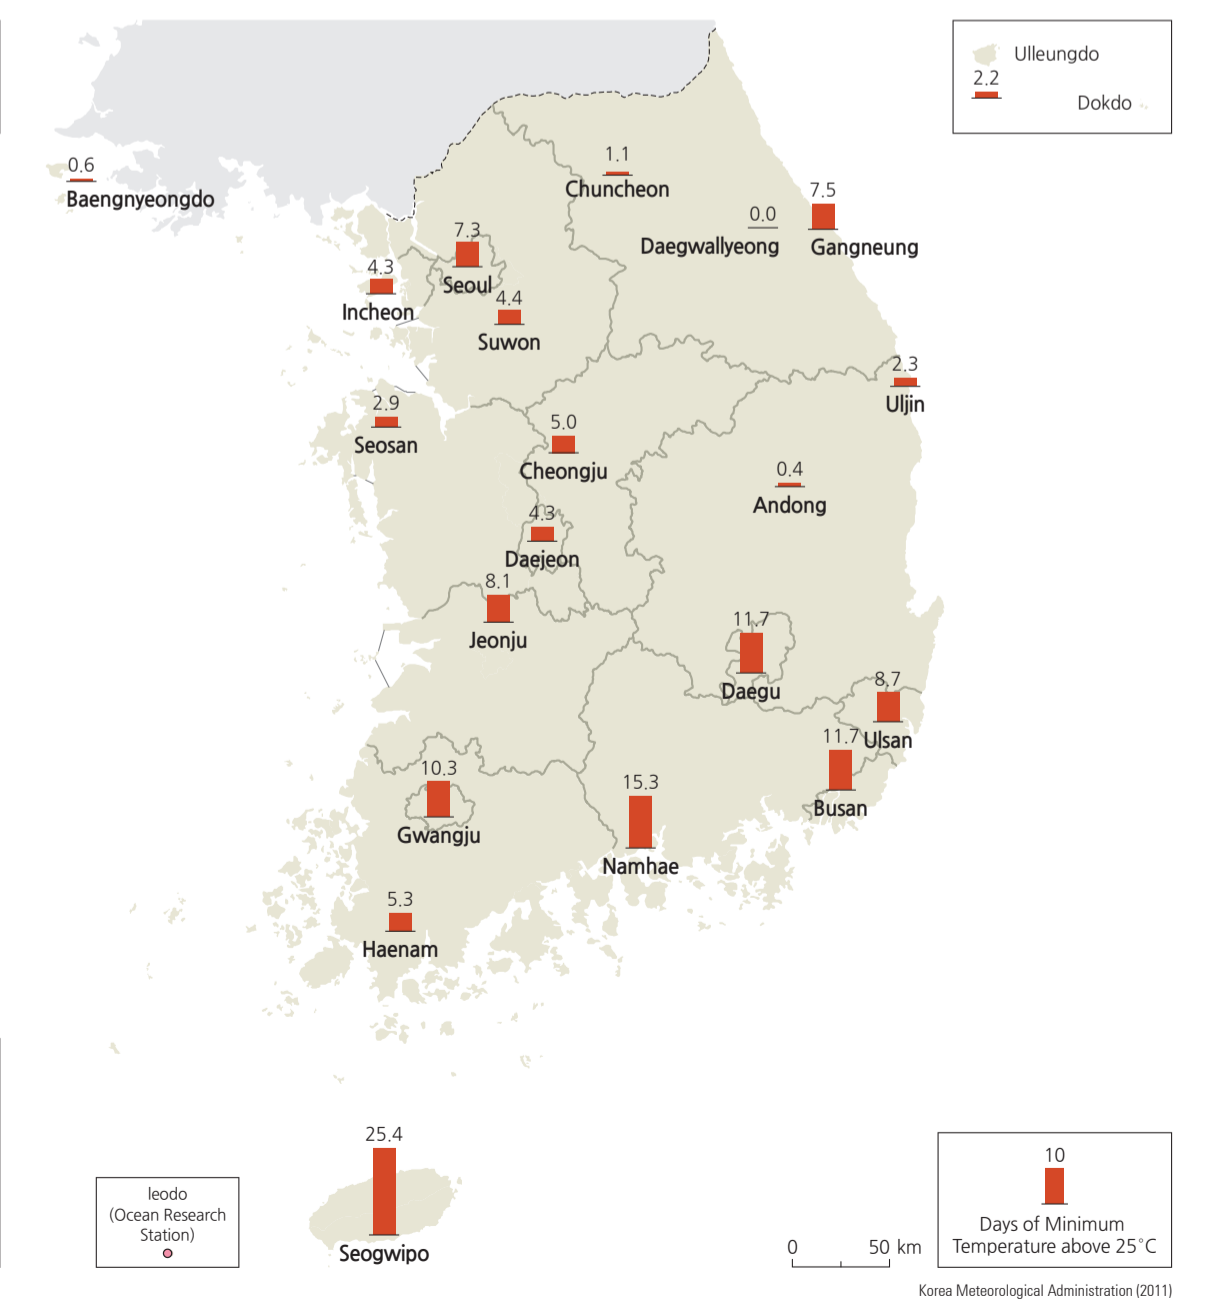 Ulleungdo
2.2
Dokdo
0.6
Baengnyeongdo
1.1
Chuncheon
7.5
Gangneung
0.0
Daegwallyeong
7.3
Seoul
4.3
Incheon
4.4
Suwon
2.3
Uljin
2.9
Seosan
5.0
Cheongju
0.4
Andong
4.3
Daejeon
8.1
Jeonju
11.7
Daegu
8.7
Ulsan
11.7
Busan
10.3
Gwangju
15.3
Namhae
5.3
Haenam
25.4
Seogwipo
Ieodo
(Ocean Research
Station)
0 50 km
10
Days of Minimum
Temperature above 25˚C
Korea Meteorological Administration (2011)